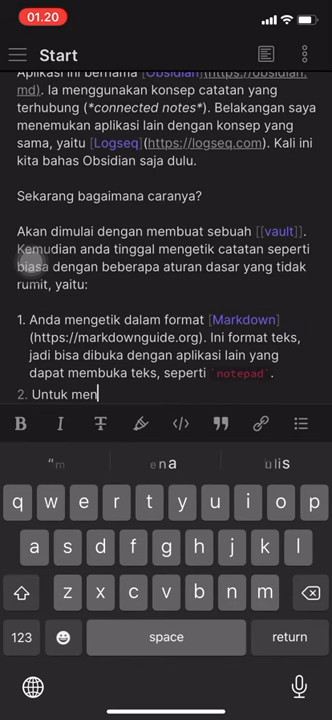 01.20
Start
Aplikasi ini bernama [Obsidian](https://obsidian.
md). Ia menggunakan konsep catatan yang
terhubung (*connected notes*). Belakangan saya
menemukan aplikasi lain dengan konsep yang
sama, yaitu [Logseq](https://logseq.com). Kali ini
kita bahas Obsidian saja dulu.
Sekarang bagaimana caranya?
Akan dimulai dengan membuat sebuah [[vault]].
Kemudian anda tinggal mengetik catatan seperti
biasa dengan beberapa aturan dasar yang tidak
rumit, yaitu:
1. Anda mengetik dalam format [Markdown]
(https://markdownguide.org). Ini format teks,
jadi bisa dibuka dengan aplikasi lain yang
dapat membuka teks, seperti `notepad`.
2. Untuk men
B I T </>
"m ena ulis
q w e r t y u i o p
a s d f g h j k l
z x c v b n m
123 space return